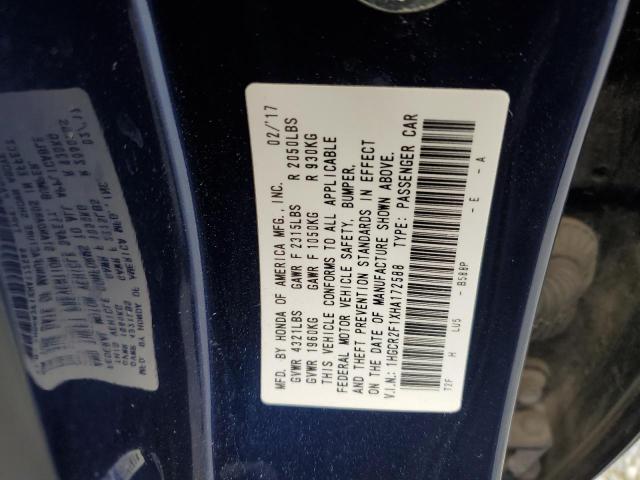 MFD. BY HONDA OF AMERICA MFG., INC. 02/'17
GVWR 4321LBS GAWR F 2315LBS R 2050LBS
GVWR 1960KG GAWR F 1050KG R 930KG
THIS VEHICLE CONFORMS TO ALL APPLICABLE
FEDERAL MOTOR VEHICLE SAFETY, BUMPER,
AND THEFT PREVENTION STANDARDS IN EFFECT
ON THE DATE OF MANUFACTURE SHOWN ABOVE.
V.I.N.: 1HGCR2F1XHA172588 TYPE: PASSENGER CAR
T2F H LU5 - B588P - E - A